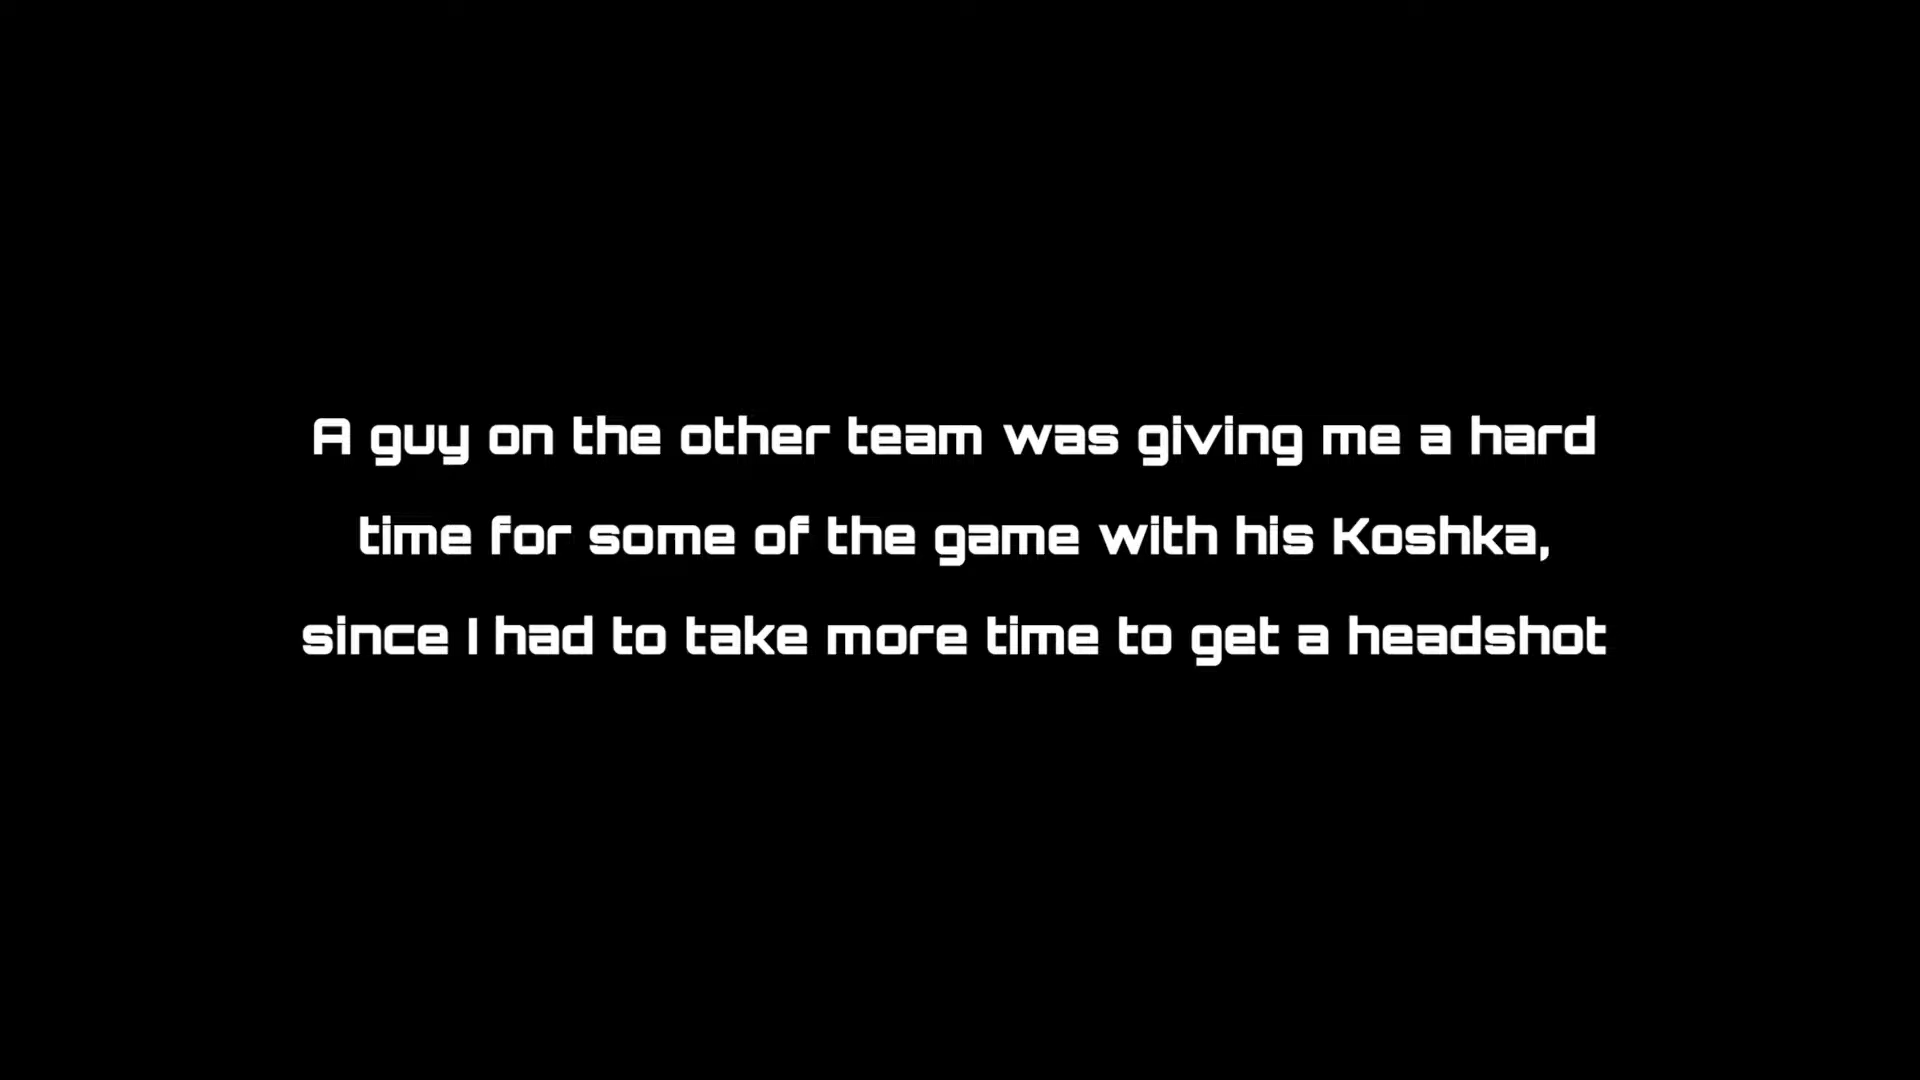 A guy on the other team was giving me a hard
time for some of the game with his Koshka,
since I had to take more time to get a headshot